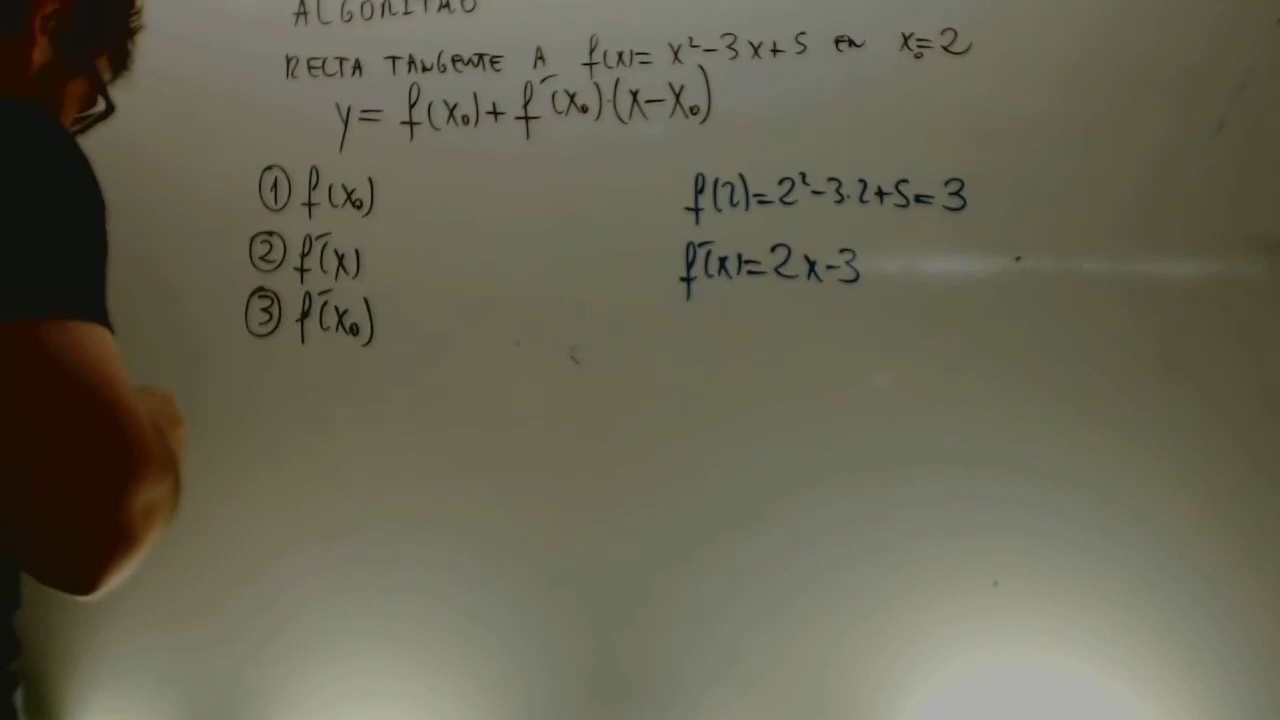 ALGORITMO
RECTA TANGENTE A f(x)= x²-3x+5 EN x₀=2
y= f(x₀)+f'(x₀)·(x-x₀)
① f(x₀)
f(2)=2²-3·2+5=3
② f'(x)
f'(x)=2x-3
③ f'(x₀)